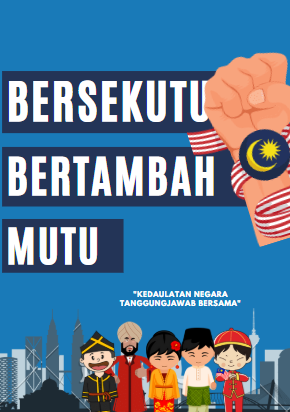 BERSEKUTU
BERTAMBAH
MUTU
"KEDAULATAN NEGARA
TANGGUNGJAWAB BERSAMA"